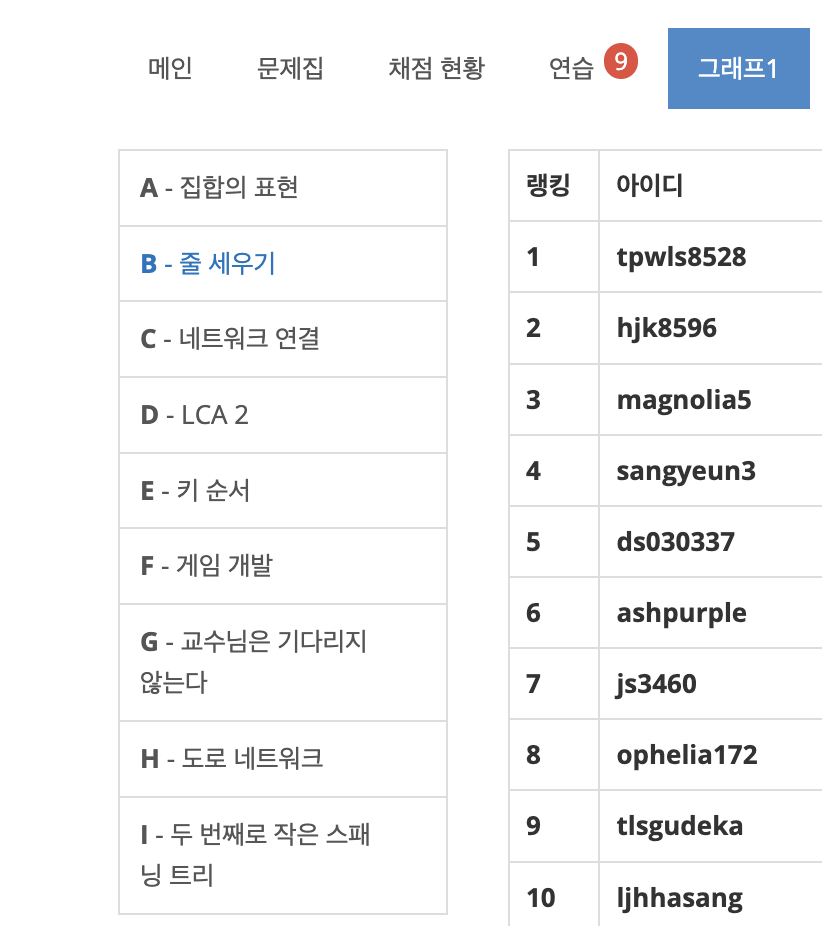 메인 문제집 채점 현황 연습 9 그래프1
A - 집합의 표현
B - 줄 세우기
C - 네트워크 연결
D - LCA 2
E - 키 순서
F - 게임 개발
G - 교수님은 기다리지
않는다
H - 도로 네트워크
I - 두 번째로 작은 스패
닝 트리
랭킹 아이디
1 tpwls8528
2 hjk8596
3 magnolia5
4 sangyeun3
5 ds030337
6 ashpurple
7 js3460
8 ophelia172
9 tlsgudeka
10 ljhhasang